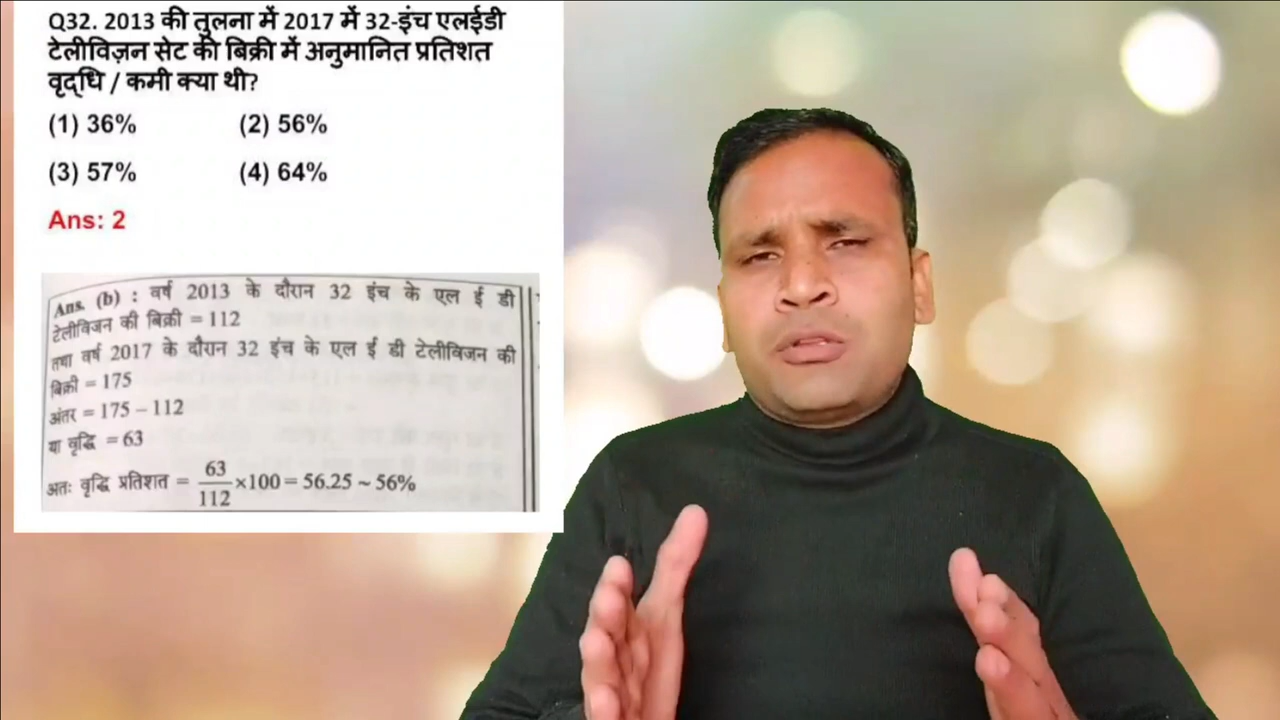 Q32. 2013 की तुलना में 2017 में 32-इंच एलईडी
टेलीविज़न सेट की बिक्री में अनुमानित प्रतिशत
वृद्धि / कमी क्या थी?
(1) 36% (2) 56%
(3) 57% (4) 64%
Ans: 2
Ans. (b) : वर्ष 2013 के दौरान 32 इंच के एल ई डी
टेलीविजन की बिक्री = 112
तथा वर्ष 2017 के दौरान 32 इंच के एल ई डी टेलीविजन की
बिक्री = 175
अंतर = 175 – 112
या वृद्धि = 63
अतः वृद्धि प्रतिशत = 63/112 ×100 = 56.25 ~ 56%